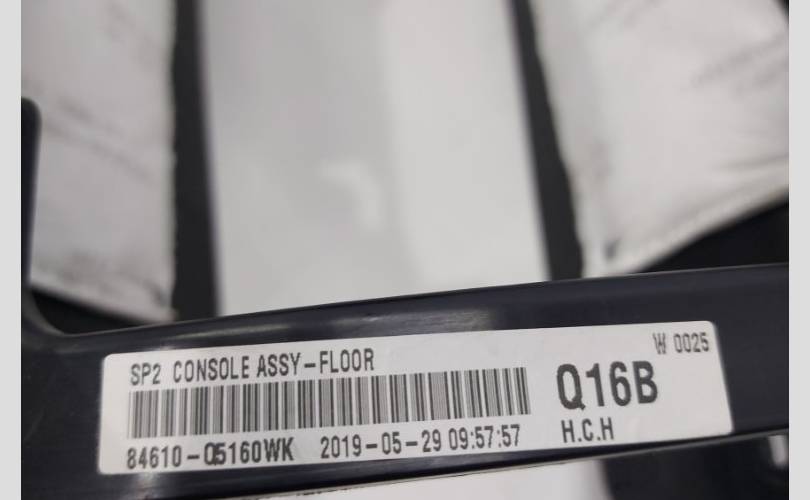 W 0025
SP2 CONSOLE ASSY-FLOOR
Q16B
84610-Q5160WK 2019-05-29 09:57:57
H.C.H